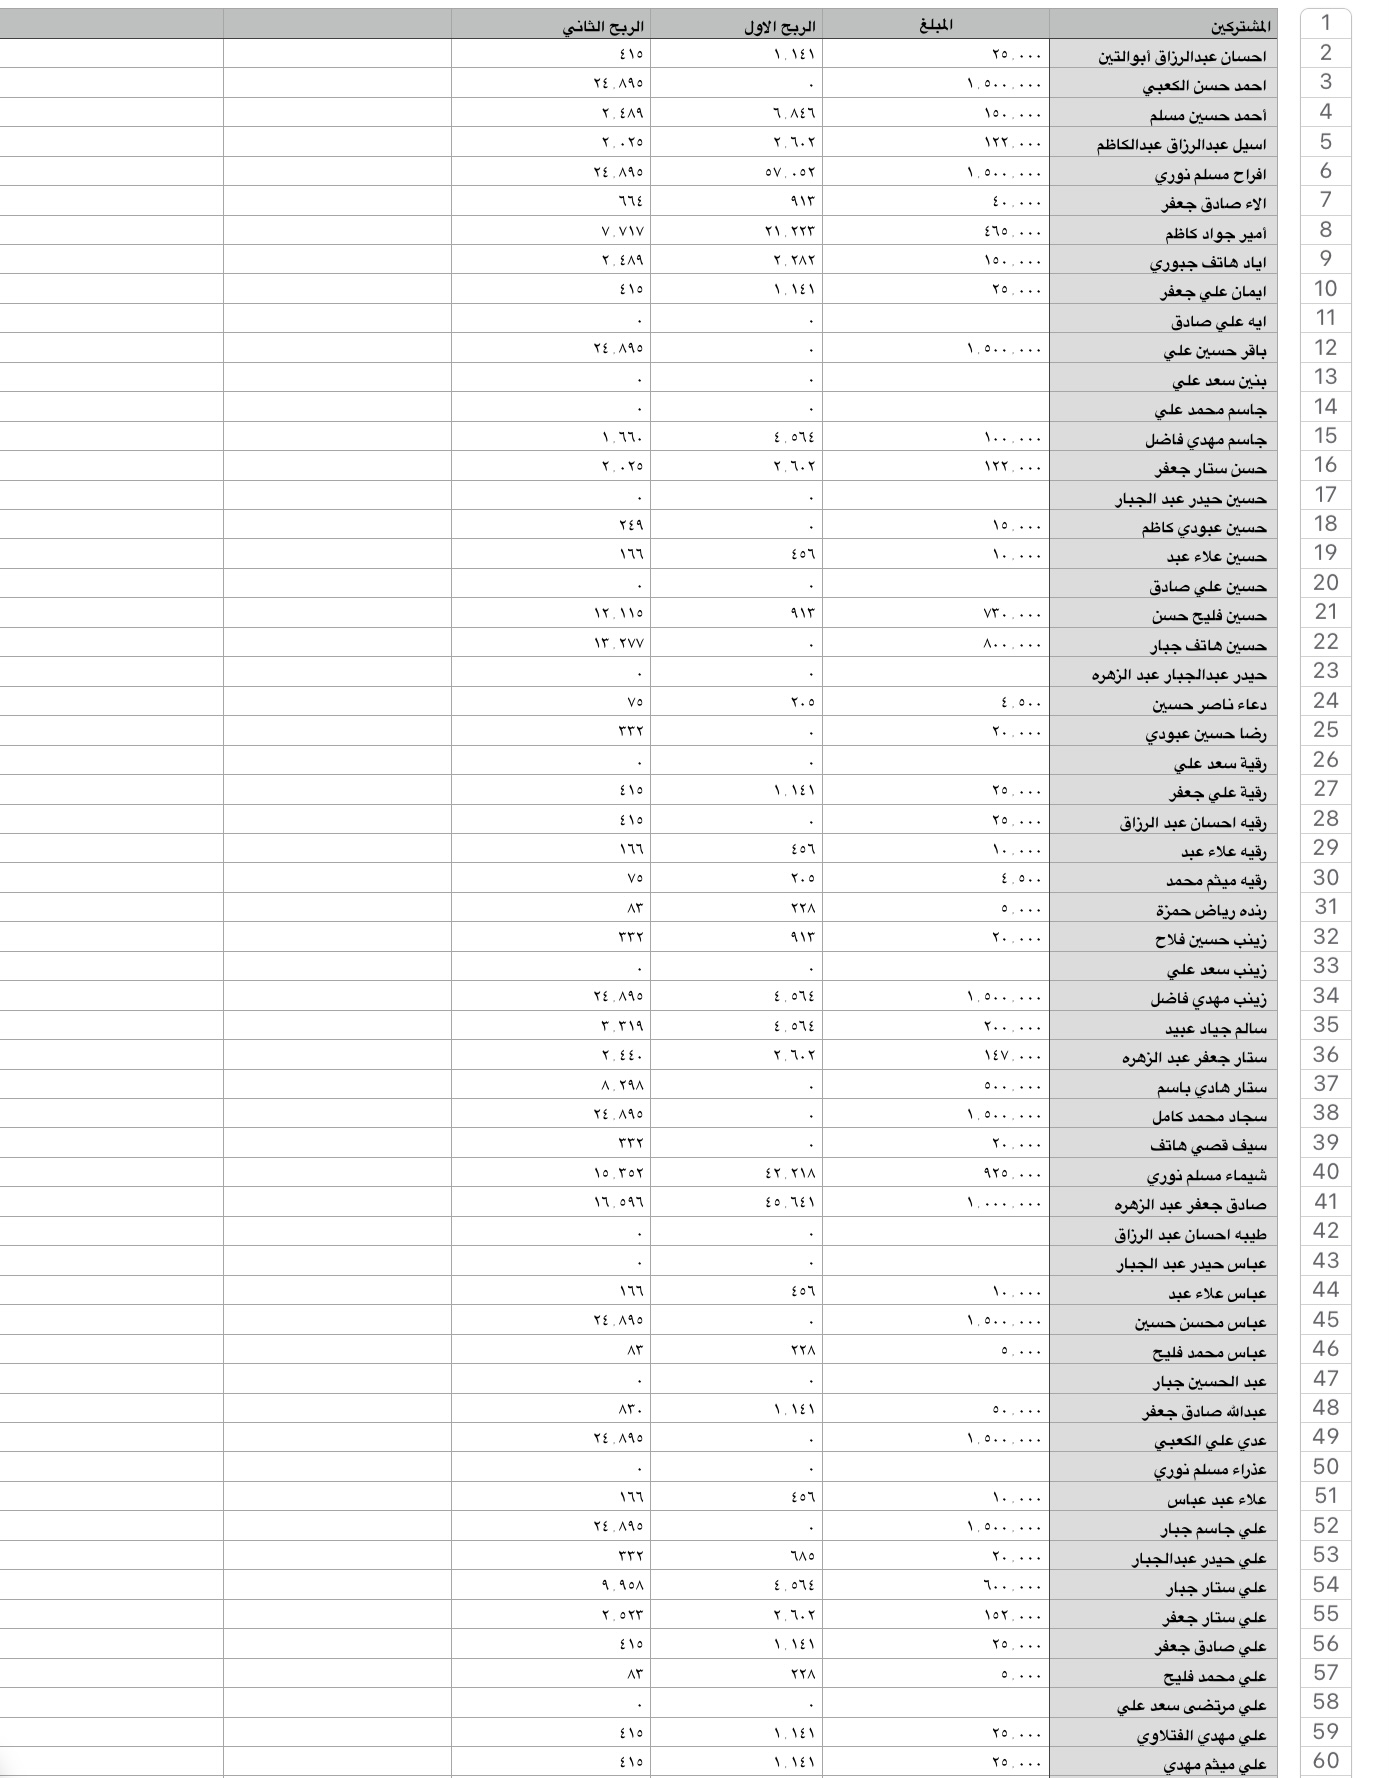 المشتركين المبلغ الربح الاول الربح الثاني 1
احسان عبدالرزاق أبوالتين ٢٥.٠٠٠ ١.١٤١ ٤١٥ 2
احمد حسن الكعبي ١.٥٠٠.٠٠٠ ٠ ٢٤.٨٩٥ 3
أحمد حسين مسلم ١٥٠.٠٠٠ ٦.٨٤٦ ٢.٤٨٩ 4
اسيل عبدالرزاق عبدالكاظم ١٢٢.٠٠٠ ٢.٦٠٢ ٢.٠٢٥ 5
افراح مسلم نوري ١.٥٠٠.٠٠٠ ٥٧.٠٥٢ ٢٤.٨٩٥ 6
الاء صادق جعفر ٤٠.٠٠٠ ٩١٣ ٦٦٤ 7
أمير جواد كاظم ٤٦٥.٠٠٠ ٢١.٢٢٣ ٧.٧١٧ 8
اياد هاتف جبوري ١٥٠.٠٠٠ ٢.٢٨٢ ٢.٤٨٩ 9
ايمان علي جعفر ٢٥.٠٠٠ ١.١٤١ ٤١٥ 10
ايه علي صادق ٠ ٠ 11
باقر حسين علي ١.٥٠٠.٠٠٠ ٠ ٢٤.٨٩٥ 12
بنين سعد علي ٠ ٠ 13
جاسم محمد علي ٠ ٠ 14
جاسم مهدي فاضل ١٠٠.٠٠٠ ٤.٥٦٤ ١.٦٦٠ 15
حسن ستار جعفر ١٢٢.٠٠٠ ٢.٦٠٢ ٢.٠٢٥ 16
حسين حيدر عبد الجبار ٠ ٠ 17
حسين عبودي كاظم ١٥.٠٠٠ ٠ ٢٤٩ 18
حسين علاء عبد ١٠.٠٠٠ ٤٥٦ ١٦٦ 19
حسين علي صادق ٠ ٠ 20
حسين فليح حسن ٧٣٠.٠٠٠ ٩١٣ ١٢.١١٥ 21
حسين هاتف جبار ٨٠٠.٠٠٠ ٠ ١٣.٢٧٧ 22
حيدر عبدالجبار عبد الزهره ٠ ٠ 23
دعاء ناصر حسين ٤.٥٠٠ ٢٠٥ ٧٥ 24
رضا حسين عبودي ٢٠.٠٠٠ ٠ ٣٣٢ 25
رقية سعد علي ٠ ٠ 26
رقية علي جعفر ٢٥.٠٠٠ ١.١٤١ ٤١٥ 27
رقيه احسان عبد الرزاق ٢٥.٠٠٠ ٠ ٤١٥ 28
رقيه علاء عبد ١٠.٠٠٠ ٤٥٦ ١٦٦ 29
رقيه ميثم محمد ٤.٥٠٠ ٢٠٥ ٧٥ 30
رنده رياض حمزة ٥.٠٠٠ ٢٢٨ ٨٣ 31
زينب حسين فلاح ٢٠.٠٠٠ ٩١٣ ٣٣٢ 32
زينب سعد علي ٠ ٠ 33
زينب مهدي فاضل ١.٥٠٠.٠٠٠ ٤.٥٦٤ ٢٤.٨٩٥ 34
سالم جياد عبيد ٢٠٠.٠٠٠ ٤.٥٦٤ ٣.٣١٩ 35
ستار جعفر عبد الزهره ١٤٧.٠٠٠ ٢.٦٠٢ ٢.٤٤٠ 36
ستار هادي باسم ٥٠٠.٠٠٠ ٠ ٨.٢٩٨ 37
سجاد محمد كامل ١.٥٠٠.٠٠٠ ٠ ٢٤.٨٩٥ 38
سيف قصي هاتف ٢٠.٠٠٠ ٠ ٣٣٢ 39
شيماء مسلم نوري ٩٢٥.٠٠٠ ٤٢.٢١٨ ١٥.٣٥٢ 40
صادق جعفر عبد الزهره ١.٠٠٠.٠٠٠ ٤٥.٦٤١ ١٦.٥٩٦ 41
طيبه احسان عبد الرزاق ٠ ٠ 42
عباس حيدر عبد الجبار ٠ ٠ 43
عباس علاء عبد ١٠.٠٠٠ ٤٥٦ ١٦٦ 44
عباس محسن حسين ١.٥٠٠.٠٠٠ ٠ ٢٤.٨٩٥ 45
عباس محمد فليح ٥.٠٠٠ ٢٢٨ ٨٣ 46
عبد الحسين جبار ٠ ٠ 47
عبدالله صادق جعفر ٥٠.٠٠٠ ١.١٤١ ٨٣٠ 48
عدي علي الكعبي ١.٥٠٠.٠٠٠ ٠ ٢٤.٨٩٥ 49
عذراء مسلم نوري ٠ ٠ 50
علاء عبد عباس ١٠.٠٠٠ ٤٥٦ ١٦٦ 51
علي جاسم جبار ١.٥٠٠.٠٠٠ ٠ ٢٤.٨٩٥ 52
علي حيدر عبدالجبار ٢٠.٠٠٠ ٦٨٥ ٣٣٢ 53
علي ستار جبار ٦٠٠.٠٠٠ ٤.٥٦٤ ٩.٩٥٨ 54
علي ستار جعفر ١٥٢.٠٠٠ ٢.٦٠٢ ٢.٥٢٣ 55
علي صادق جعفر ٢٥.٠٠٠ ١.١٤١ ٤١٥ 56
علي محمد فليح ٥.٠٠٠ ٢٢٨ ٨٣ 57
علي مرتضى سعد علي ٠ ٠ 58
علي مهدي الفتلاوي ٢٥.٠٠٠ ١.١٤١ ٤١٥ 59
علي ميثم مهدي ٢٥.٠٠٠ ١.١٤١ ٤١٥ 60